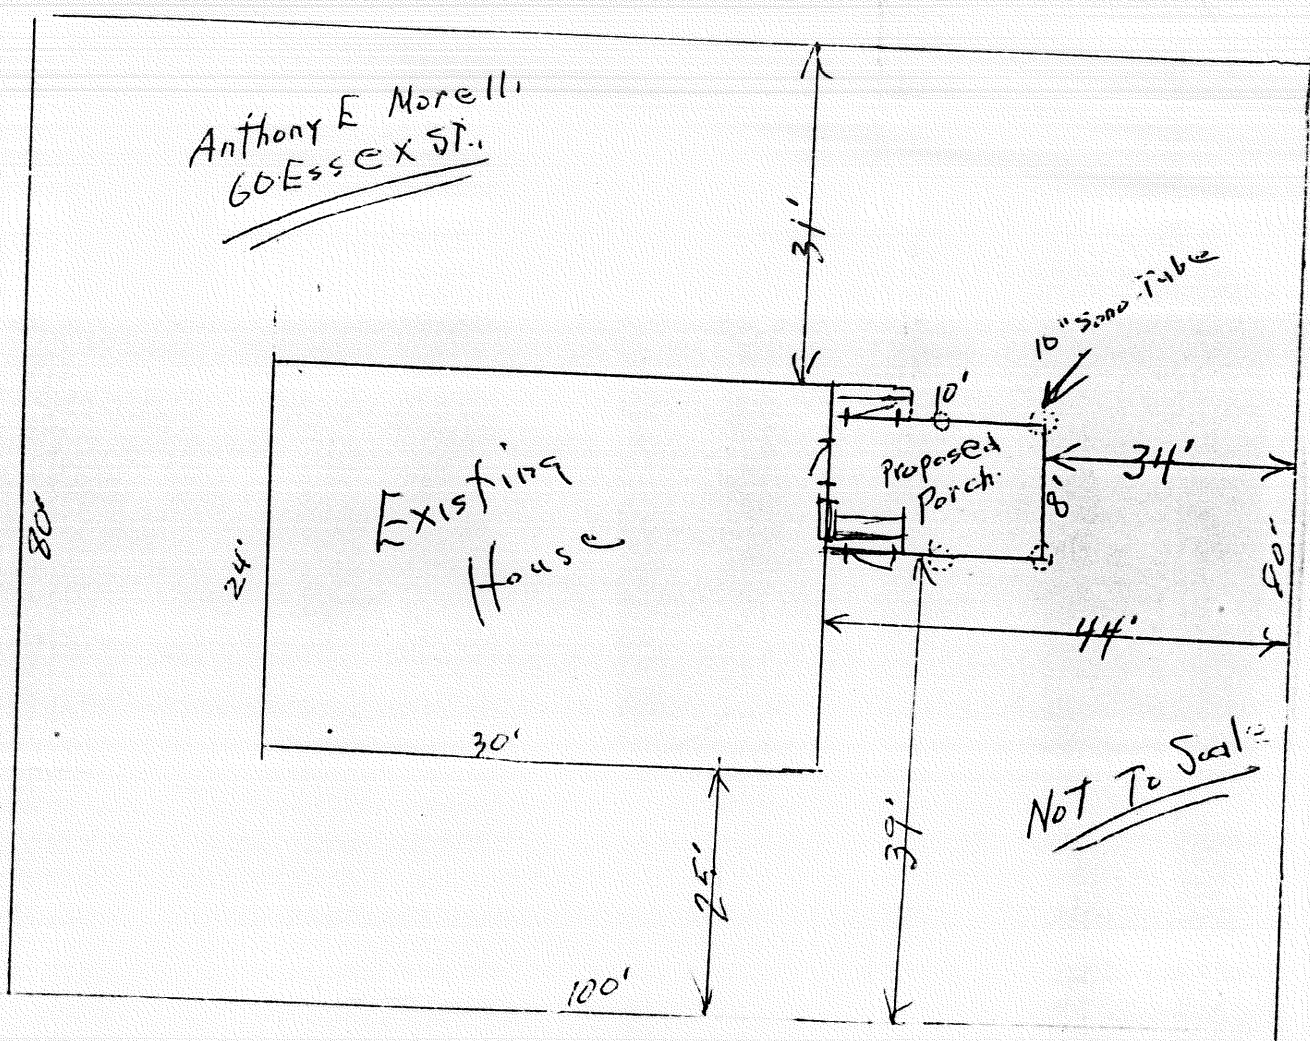 Anthony E Morelli
60 Essex ST.
31'
10" Sono-Tube
10'
Proposed
Porch.
34'
8'
Existing
House
80'
24'
44'
30'
Not To Scale
39'
25'
100'